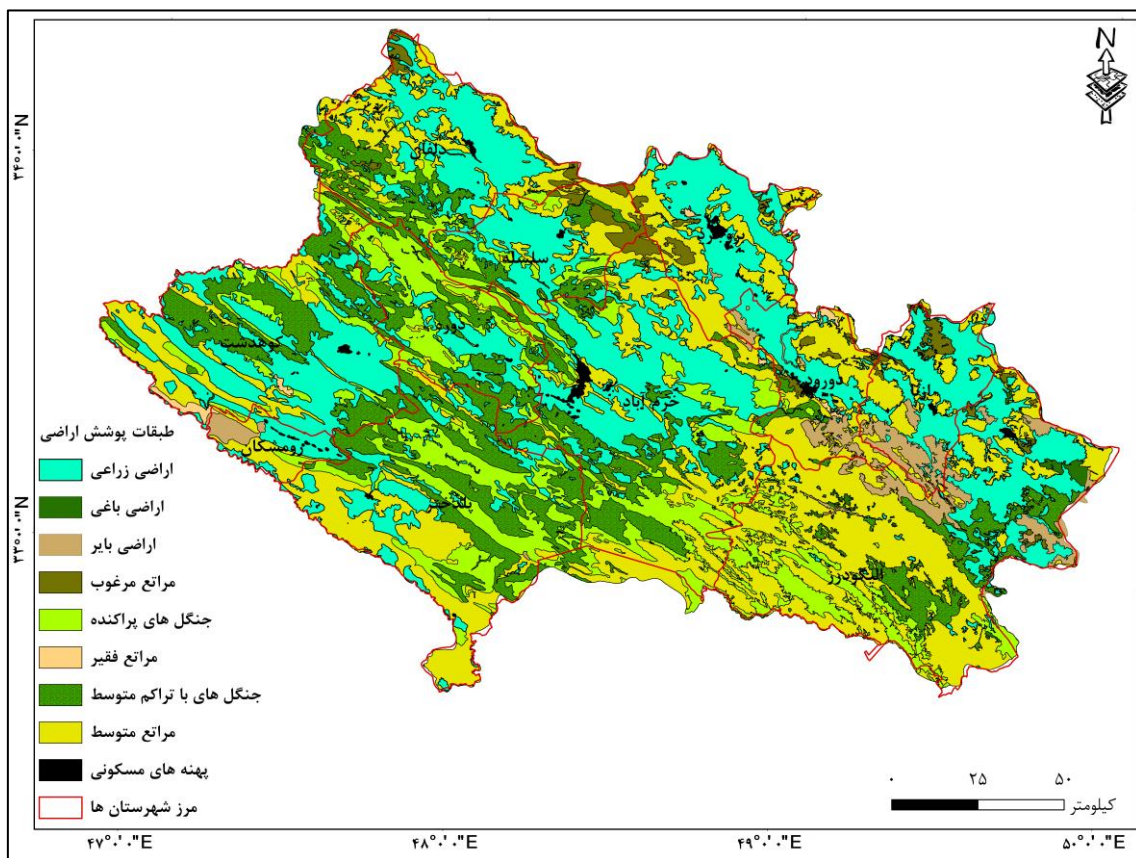 N
۳۴°۰'۰"N
۳۳°۰'۰"N
دلفان
سلسله
بروجرد
دوره
کوهدشت
خرم آباد
دورود
ازنا
رومشکان
پلدختر
الیگودرز
طبقات پوشش اراضی
اراضی زراعی
اراضی باغی
اراضی بایر
مراتع مرغوب
جنگل های پراکنده
مراتع فقیر
جنگل های با تراکم متوسط
مراتع متوسط
پهنه های مسکونی
مرز شهرستان ها
۰ ۲۵ ۵۰
کیلومتر
۴۷°۰'۰"E ۴۸°۰'۰"E ۴۹°۰'۰"E ۵۰°۰'۰"E